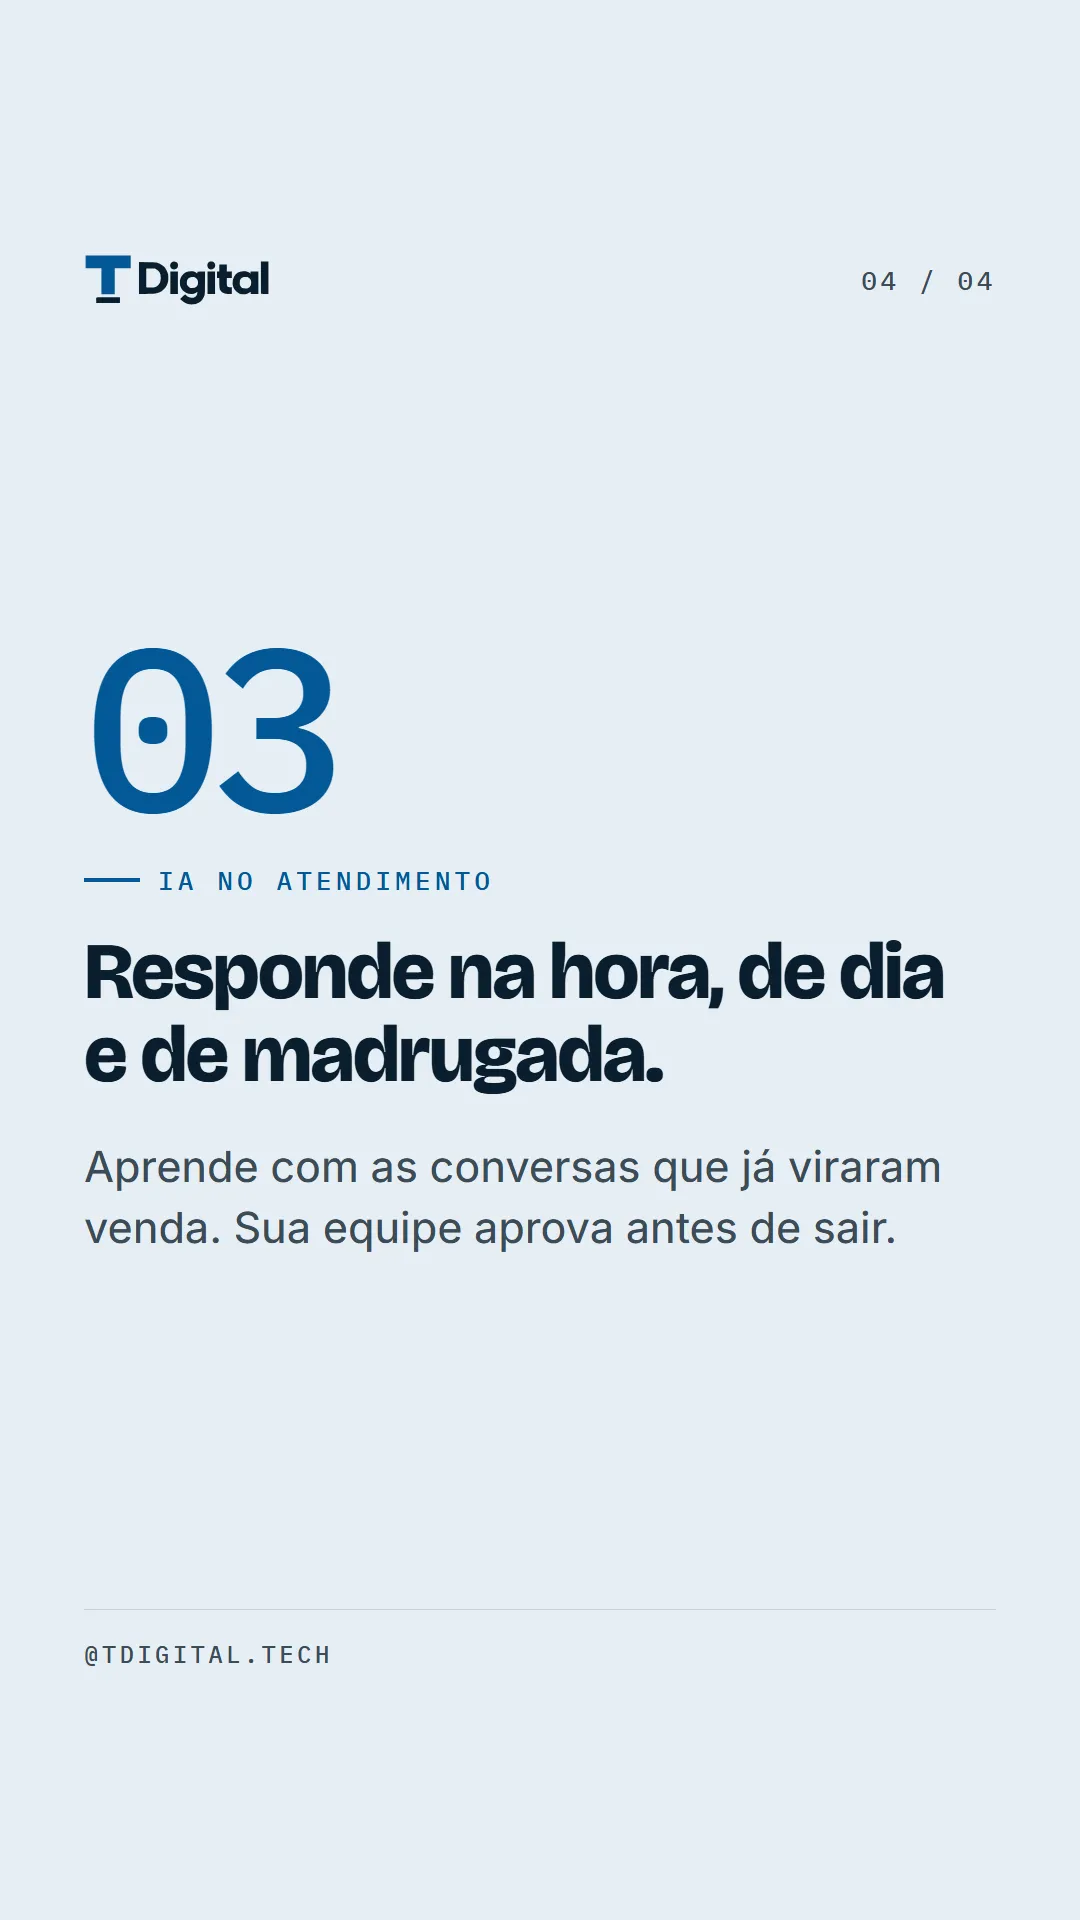 T Digital
04 / 04
03
IA NO ATENDIMENTO
Responde na hora, de dia
e de madrugada.
Aprende com as conversas que já viraram
venda. Sua equipe aprova antes de sair.
@TDIGITAL.TECH